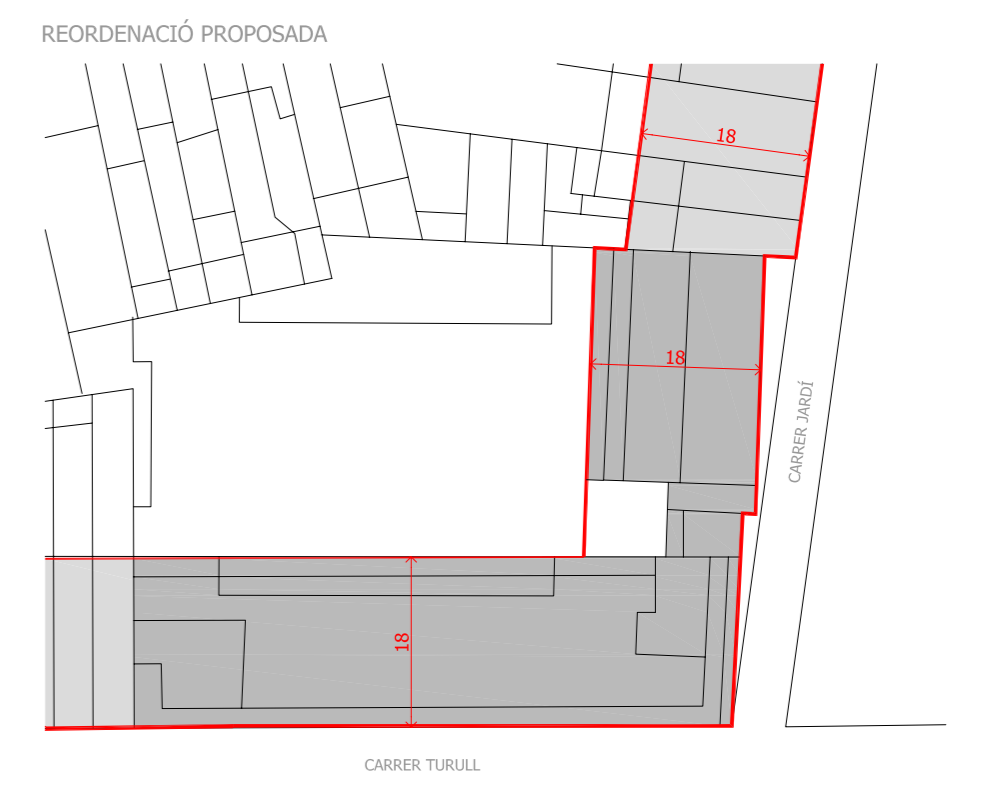 REORDENACIÓ PROPOSADA
18
18
CARRER JARDÍ
18
CARRER TURULL